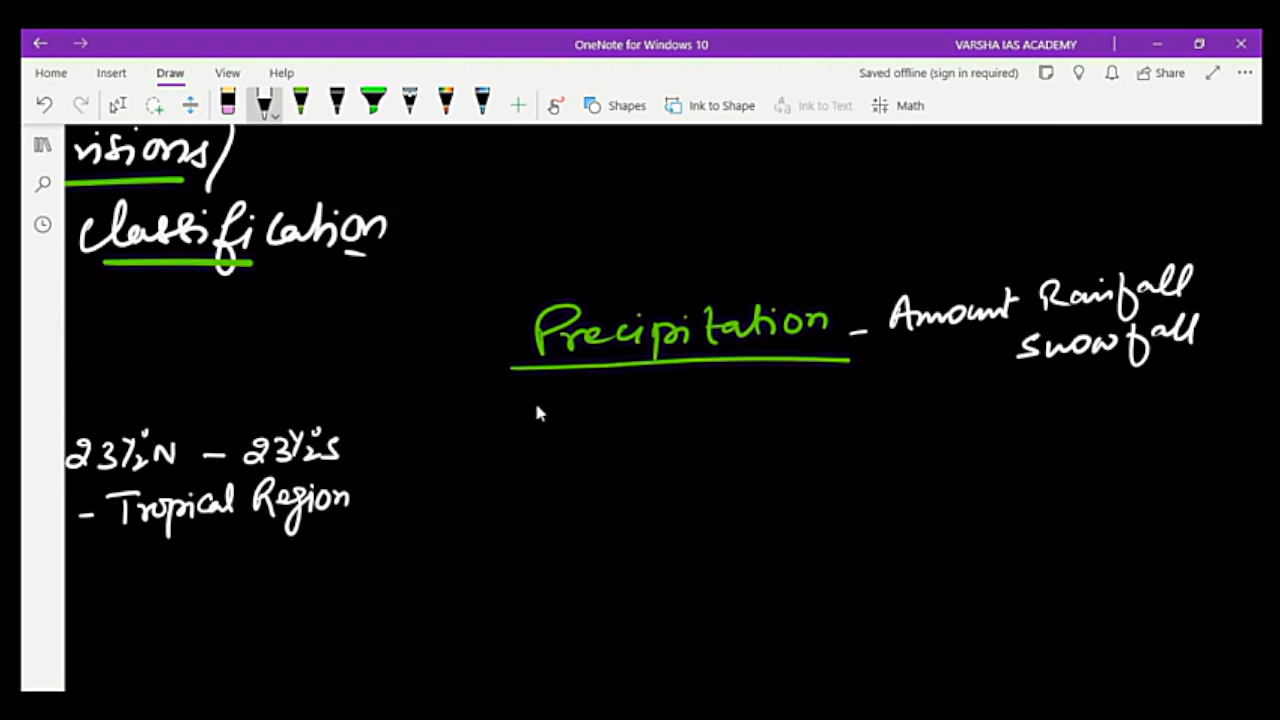 OneNote for Windows 10
VARSHA IAS ACADEMY
Home Insert Draw View Help
Saved offline (sign in required)
Share
Shapes
Ink to Shape
Ink to Text
Math
visions/
classification
Precipitation - Amount Rainfall
snowfall
23½°N - 23½°S
- Tropical Region